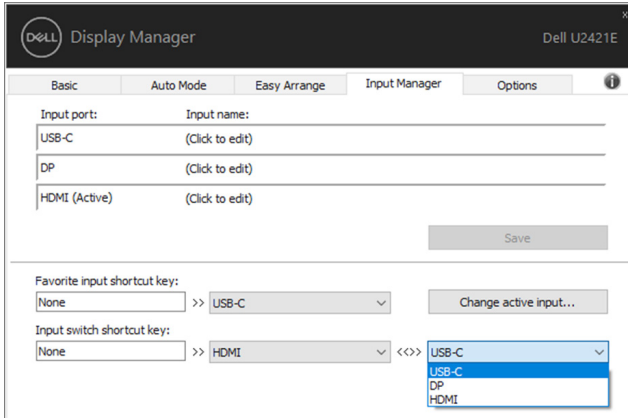 x
DELL Display Manager Dell U2421E
Basic Auto Mode Easy Arrange Input Manager Options i
Input port: Input name:
USB-C (Click to edit)
DP (Click to edit)
HDMI (Active) (Click to edit)
Save
Favorite input shortcut key:
None >> USB-C Change active input...
Input switch shortcut key:
None >> HDMI <<>> USB-C
USB-C
DP
HDMI